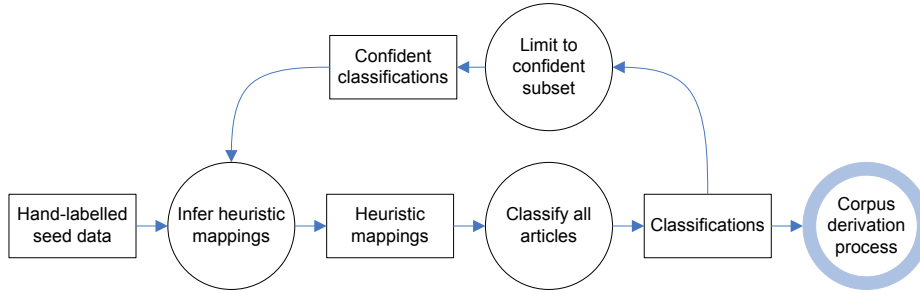 Confident
classifications
Limit to
confident
subset
Hand-labelled
seed data
Infer heuristic
mappings
Heuristic
mappings
Classify all
articles
Classifications
Corpus
derivation
process